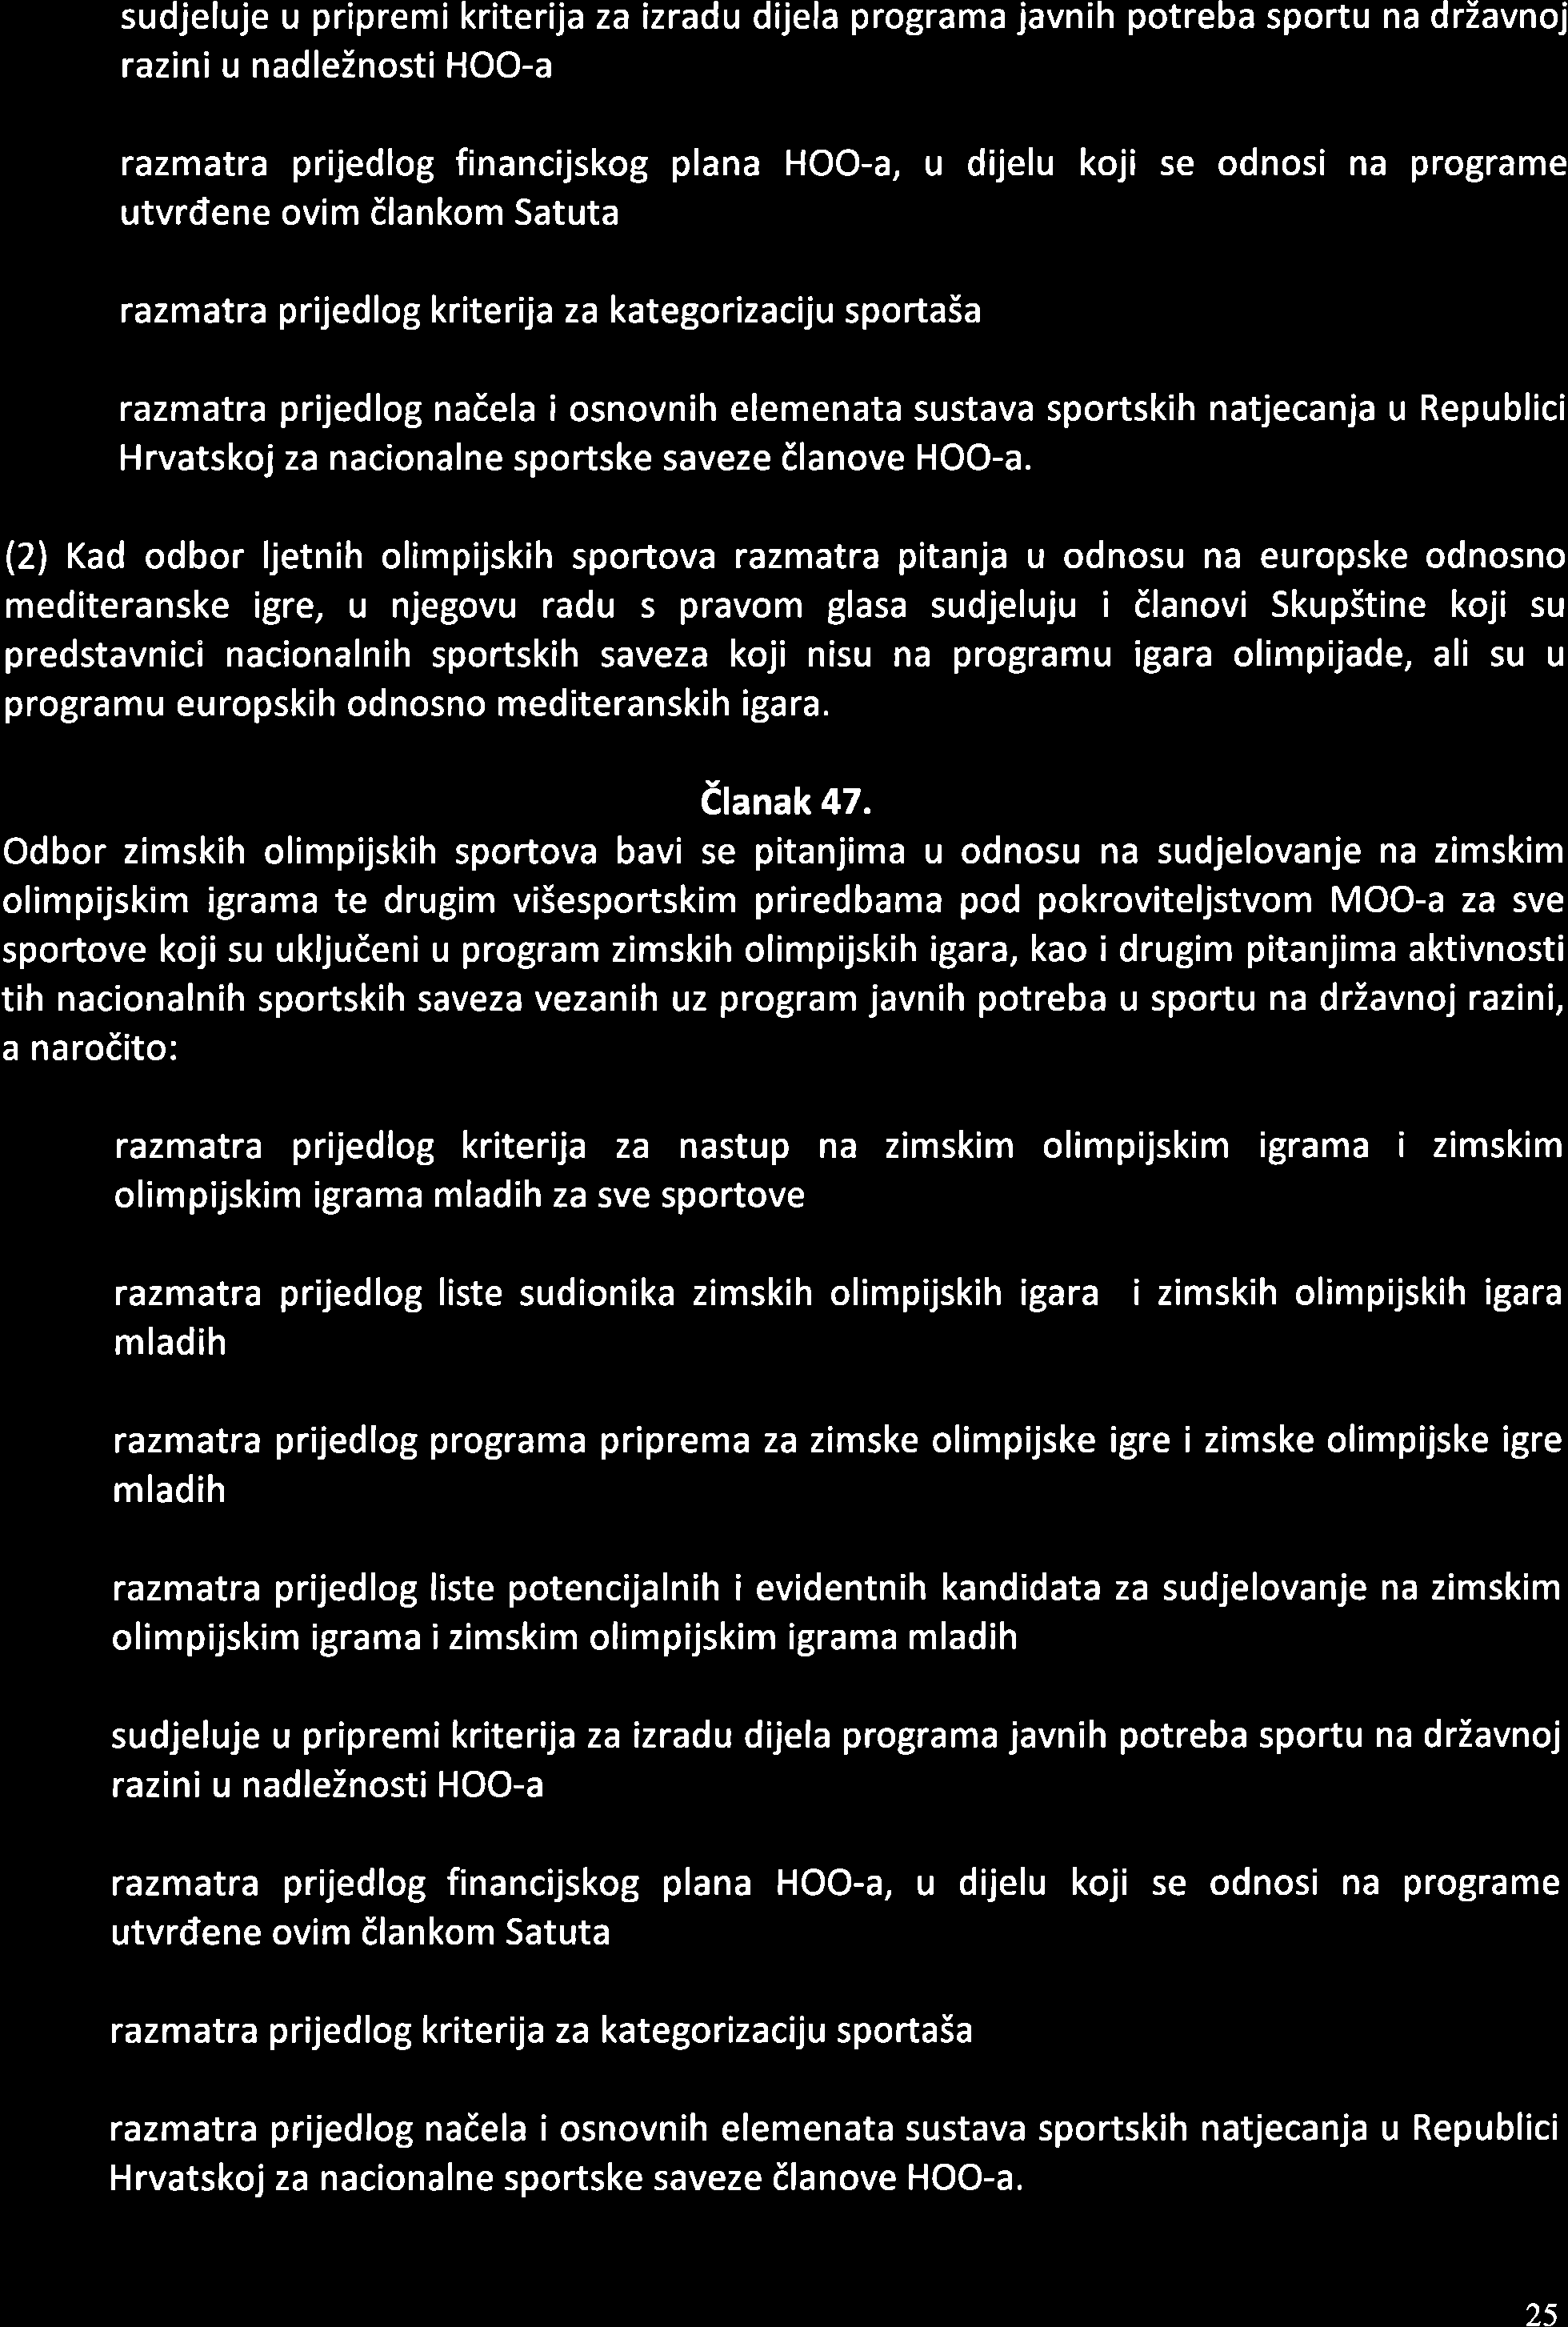 sudjeluje u pripremi kriterija za izradu dijela programa javnih potreba sportu na državnoj
razini u nadležnosti HOO-a
razmatra prijedlog financijskog plana HOO-a, u dijelu koji se odnosi na programe
utvrđene ovim člankom Satuta
razmatra prijedlog kriterija za kategorizaciju sportaša
razmatra prijedlog načela i osnovnih elemenata sustava sportskih natjecanja u Republici
Hrvatskoj za nacionalne sportske saveze članove HOO-a.
(2) Kad odbor ljetnih olimpijskih sportova razmatra pitanja u odnosu na europske odnosno
mediteranske igre, u njegovu radu s pravom glasa sudjeluju i članovi Skupštine koji su
predstavnici nacionalnih sportskih saveza koji nisu na programu igara olimpijade, ali su u
programu europskih odnosno mediteranskih igara.
Članak 47.
Odbor zimskih olimpijskih sportova bavi se pitanjima u odnosu na sudjelovanje na zimskim
olimpijskim igrama te drugim višesportskim priredbama pod pokroviteljstvom MOO-a za sve
sportove koji su uključeni u program zimskih olimpijskih igara, kao i drugim pitanjima aktivnosti
tih nacionalnih sportskih saveza vezanih uz program javnih potreba u sportu na državnoj razini,
a naročito:
razmatra prijedlog kriterija za nastup na zimskim olimpijskim igrama i zimskim
olimpijskim igrama mladih za sve sportove
razmatra prijedlog liste sudionika zimskih olimpijskih igara i zimskih olimpijskih igara
mladih
razmatra prijedlog programa priprema za zimske olimpijske igre i zimske olimpijske igre
mladih
razmatra prijedlog liste potencijalnih i evidentnih kandidata za sudjelovanje na zimskim
olimpijskim igrama i zimskim olimpijskim igrama mladih
sudjeluje u pripremi kriterija za izradu dijela programa javnih potreba sportu na državnoj
razini u nadležnosti HOO-a
razmatra prijedlog financijskog plana HOO-a, u dijelu koji se odnosi na programe
utvrđene ovim člankom Satuta
razmatra prijedlog kriterija za kategorizaciju sportaša
razmatra prijedlog načela i osnovnih elemenata sustava sportskih natjecanja u Republici
Hrvatskoj za nacionalne sportske saveze članove HOO-a.
25